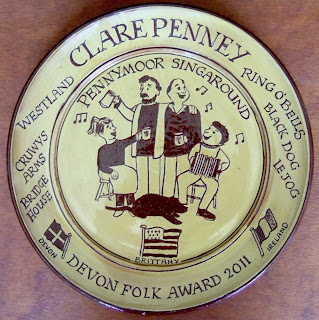 CLARE PENNEY
PENNYMOOR SINGAROUND
WESTLAND
CRUWYS
ARMS
BRIDGE
HOUSE
RING O'BELLS
BLACK DOG
LE JOG
DEVON
BRITTANY
IRELAND
DEVON FOLK AWARD 2011